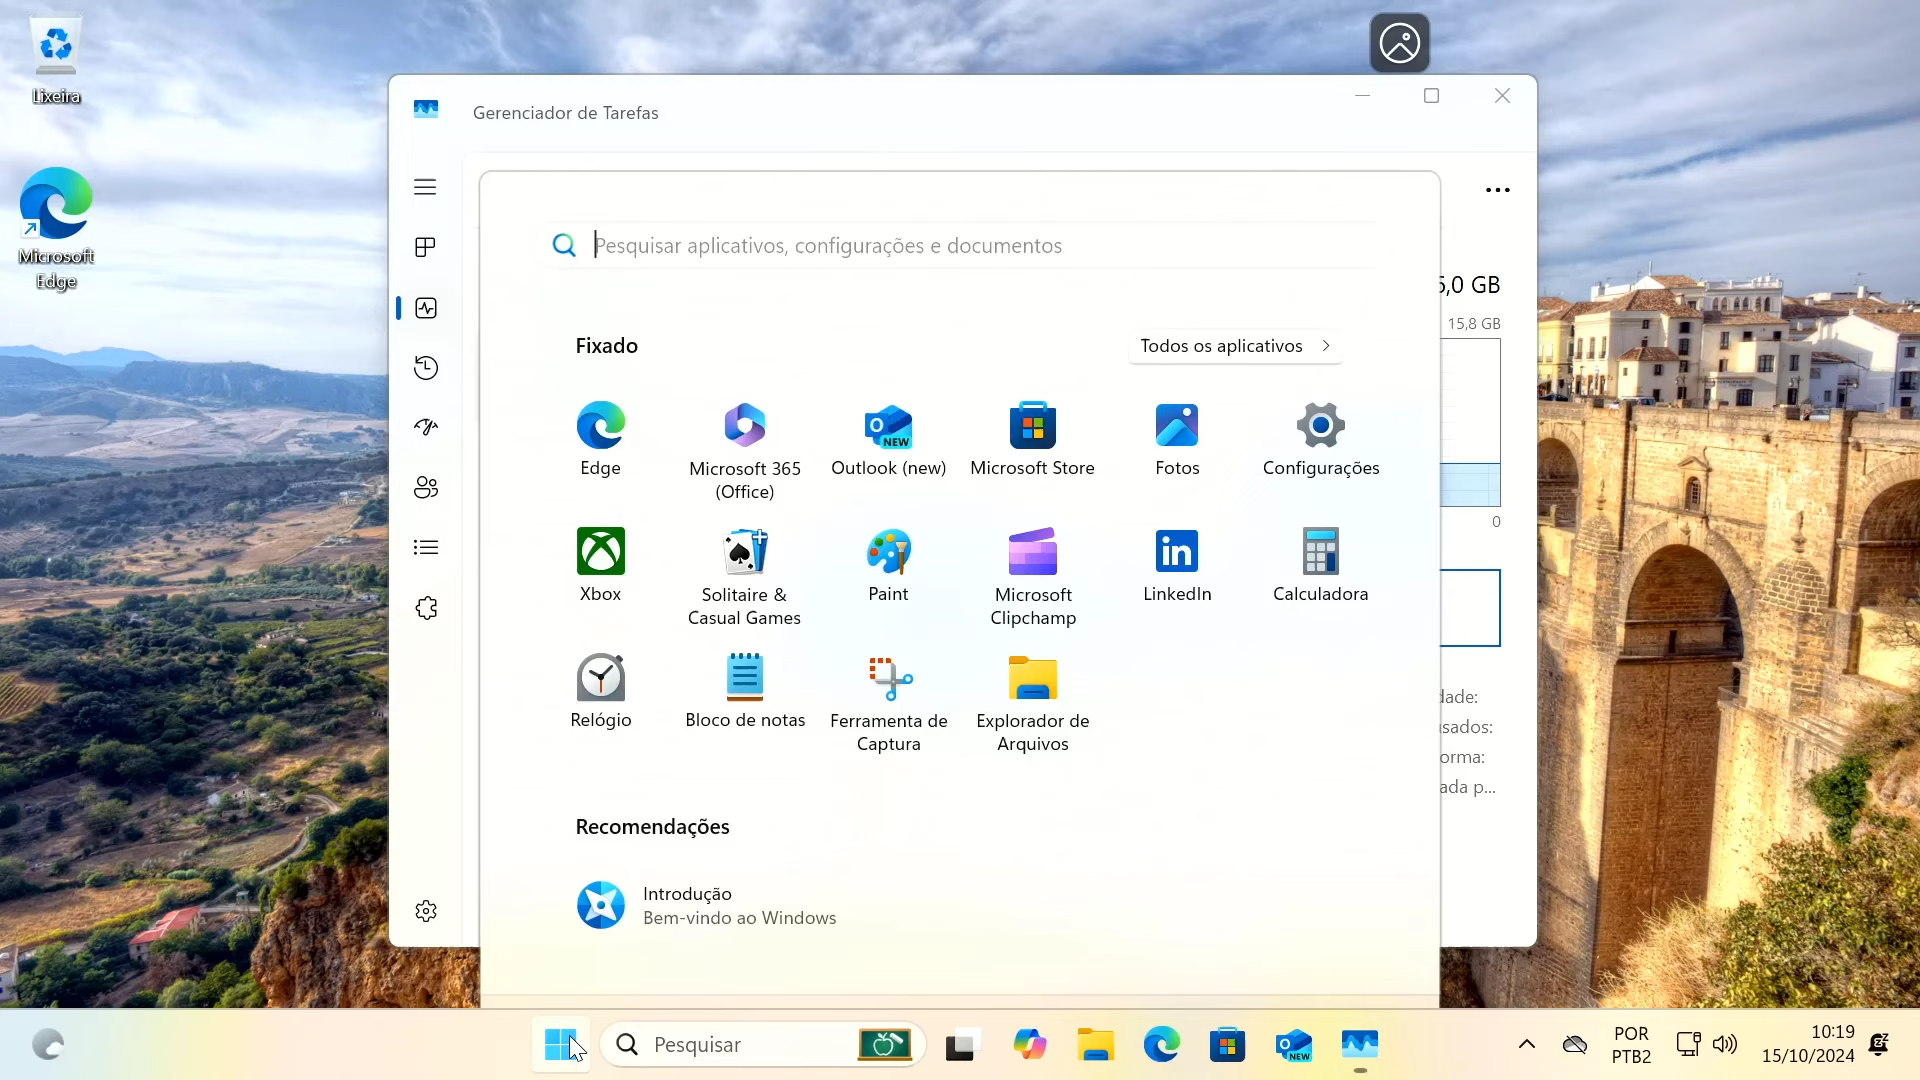 Lixeira
Microsoft
Edge
Gerenciador de Tarefas
Pesquisar aplicativos, configurações e documentos
,0 GB
15,8 GB
Fixado
Todos os aplicativos
Edge
Microsoft 365
(Office)
Outlook (new)
NEW
Microsoft Store
Fotos
Configurações
0
Xbox
Solitaire &
Casual Games
Paint
Microsoft
Clipchamp
in
LinkedIn
Calculadora
Relógio
Bloco de notas
Ferramenta de
Captura
Explorador de
Arquivos
dade:
sados:
orma:
ada p...
Recomendações
Introdução
Bem-vindo ao Windows
Pesquisar
NEW
POR
PTB2
10:19
15/10/2024